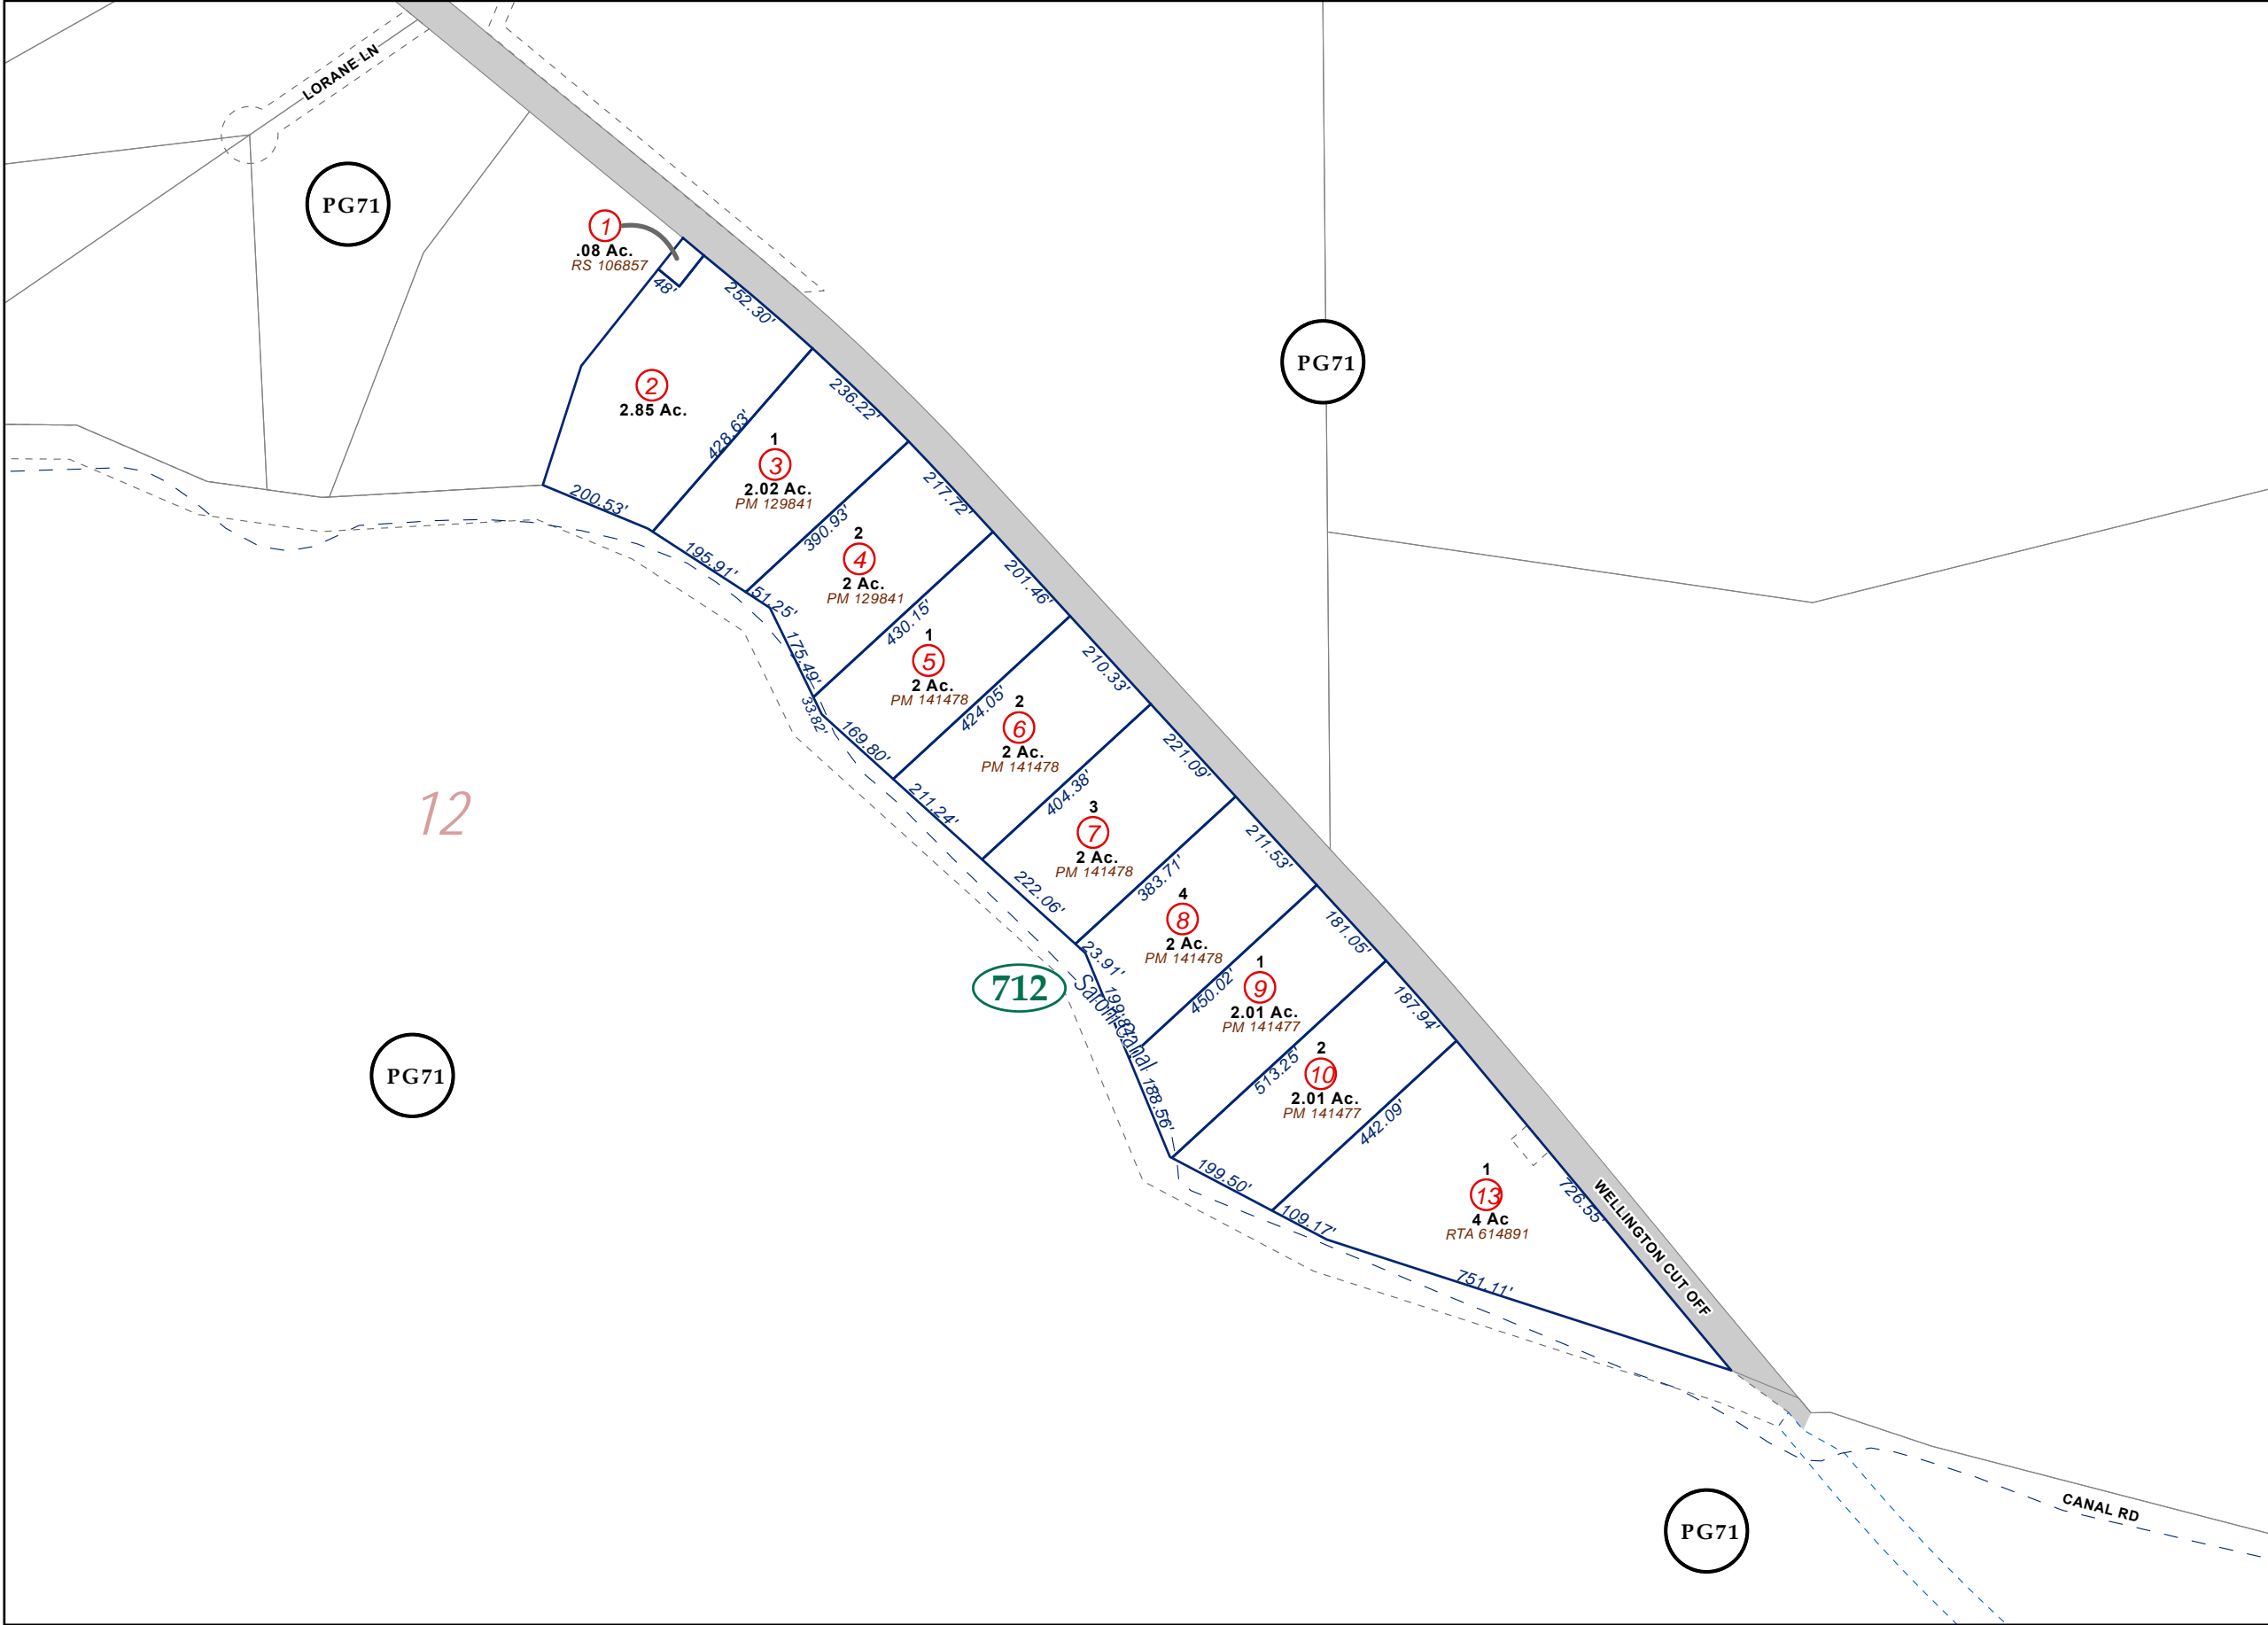 LORANE LN
PG71
1
.08 Ac.
RS 106857
48'
252.30'
PG71
2
2.85 Ac.
428.63'
236.22'
200.53'
1
3
2.02 Ac.
PM 129841
195.91'
390.93'
217.72'
2
4
2 Ac.
PM 129841
51.25'
175.49'
430.15'
201.46'
1
5
2 Ac.
PM 141478
33.82'
169.80'
424.05'
210.33'
2
6
2 Ac.
PM 141478
211.24'
404.38'
221.09'
12
3
7
2 Ac.
PM 141478
222.06'
383.71'
211.53'
4
8
2 Ac.
PM 141478
23.91'
199.82'
450.02'
181.05'
712
Saroni Canal
1
9
2.01 Ac.
PM 141477
188.56'
513.25'
187.94'
PG71
2
10
2.01 Ac.
PM 141477
199.50'
442.09'
1
13
4 Ac
RTA 614891
109.17'
726.55'
WELLINGTON CUT OFF
751.11'
CANAL RD
PG71